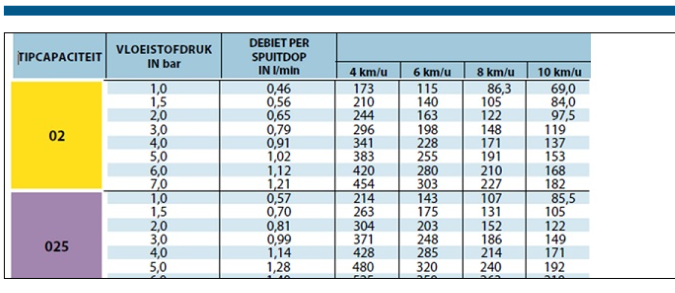 TIPCAPACITEIT VLOEISTOFDRUK IN bar DEBIET PER SPUITDOP IN l/min 4 km/u 6 km/u 8 km/u 10 km/u
02
1,0 0,46 173 115 86,3 69,0
1,5 0,56 210 140 105 84,0
2,0 0,65 244 163 122 97,5
3,0 0,79 296 198 148 119
4,0 0,91 341 228 171 137
5,0 1,02 383 255 191 153
6,0 1,12 420 280 210 168
7,0 1,21 454 303 227 182
025
1,0 0,57 214 143 107 85,5
1,5 0,70 263 175 131 105
2,0 0,81 304 203 152 122
3,0 0,99 371 248 186 149
4,0 1,14 428 285 214 171
5,0 1,28 480 320 240 192